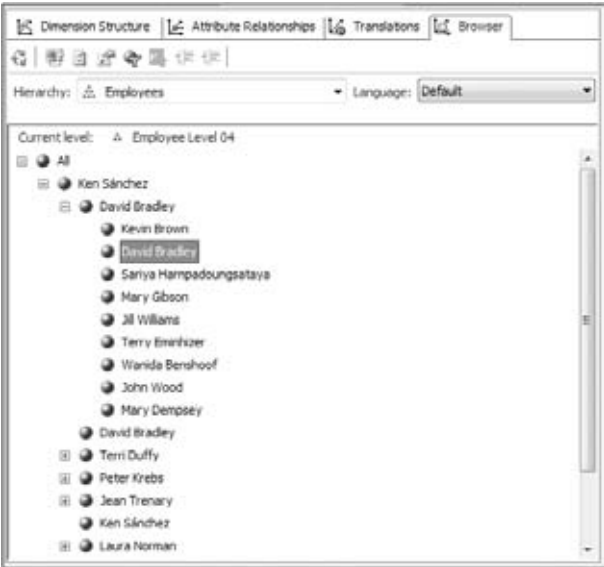 Dimension Structure Attribute Relationships Translations Browser
Hierarchy: Employees Language: Default
Current level: Employee Level 04
All
Ken Sánchez
David Bradley
Kevin Brown
David Bradley
Sariya Harnpadoungsataya
Mary Gibson
Jill Williams
Terry Eminhizer
Wanida Benshoof
John Wood
Mary Dempsey
David Bradley
Terri Duffy
Peter Krebs
Jean Trenary
Ken Sánchez
Laura Norman